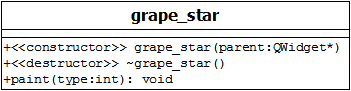 grape_star
+<<constructor>> grape_star(parent:QWidget*)
+<<destructor>> ~grape_star()
+paint(type:int): void